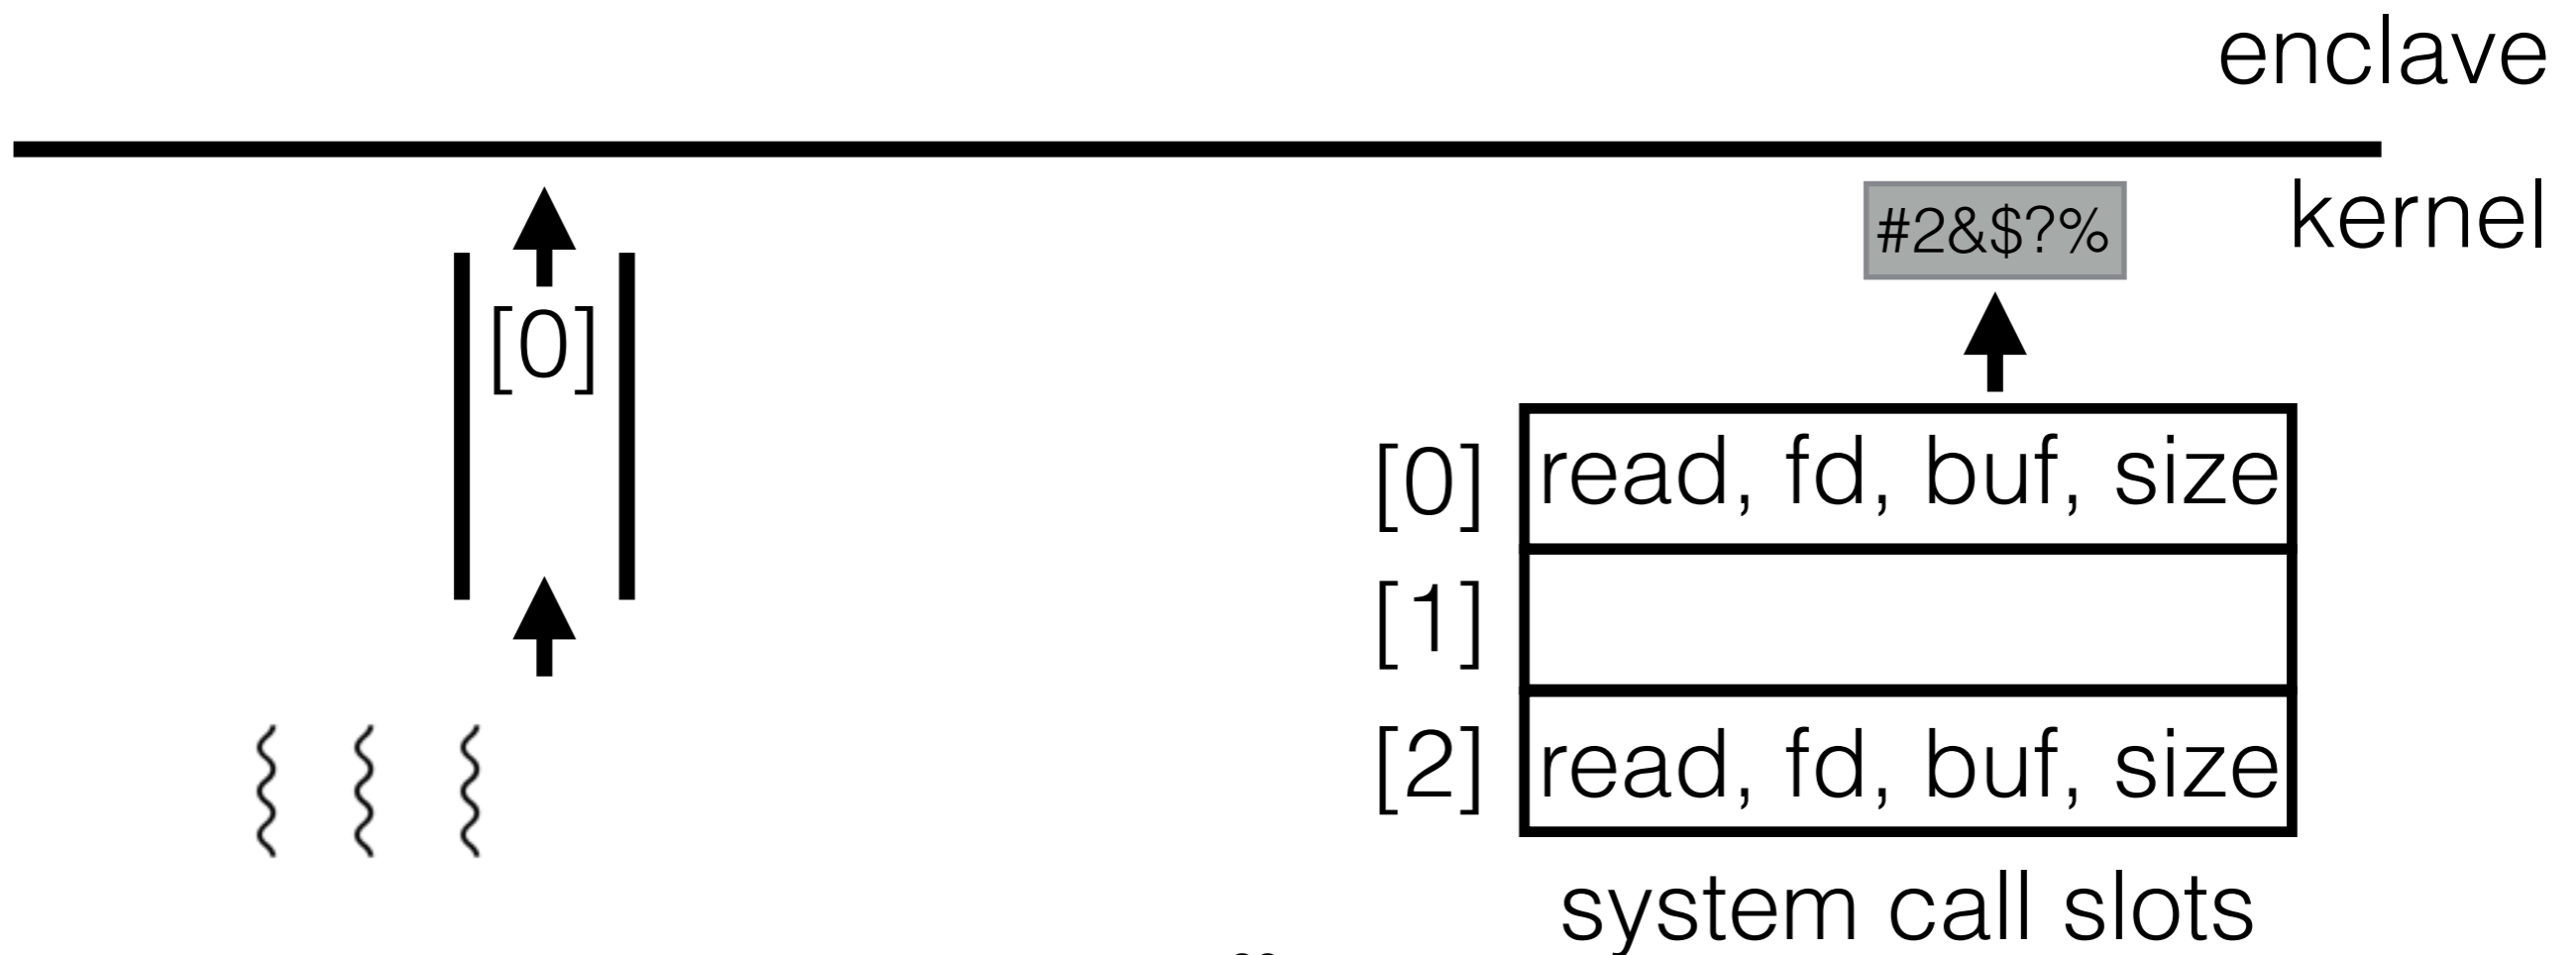 enclave
kernel
#2&$?%
[0]
[0] read, fd, buf, size
[1]
[2] read, fd, buf, size
system call slots